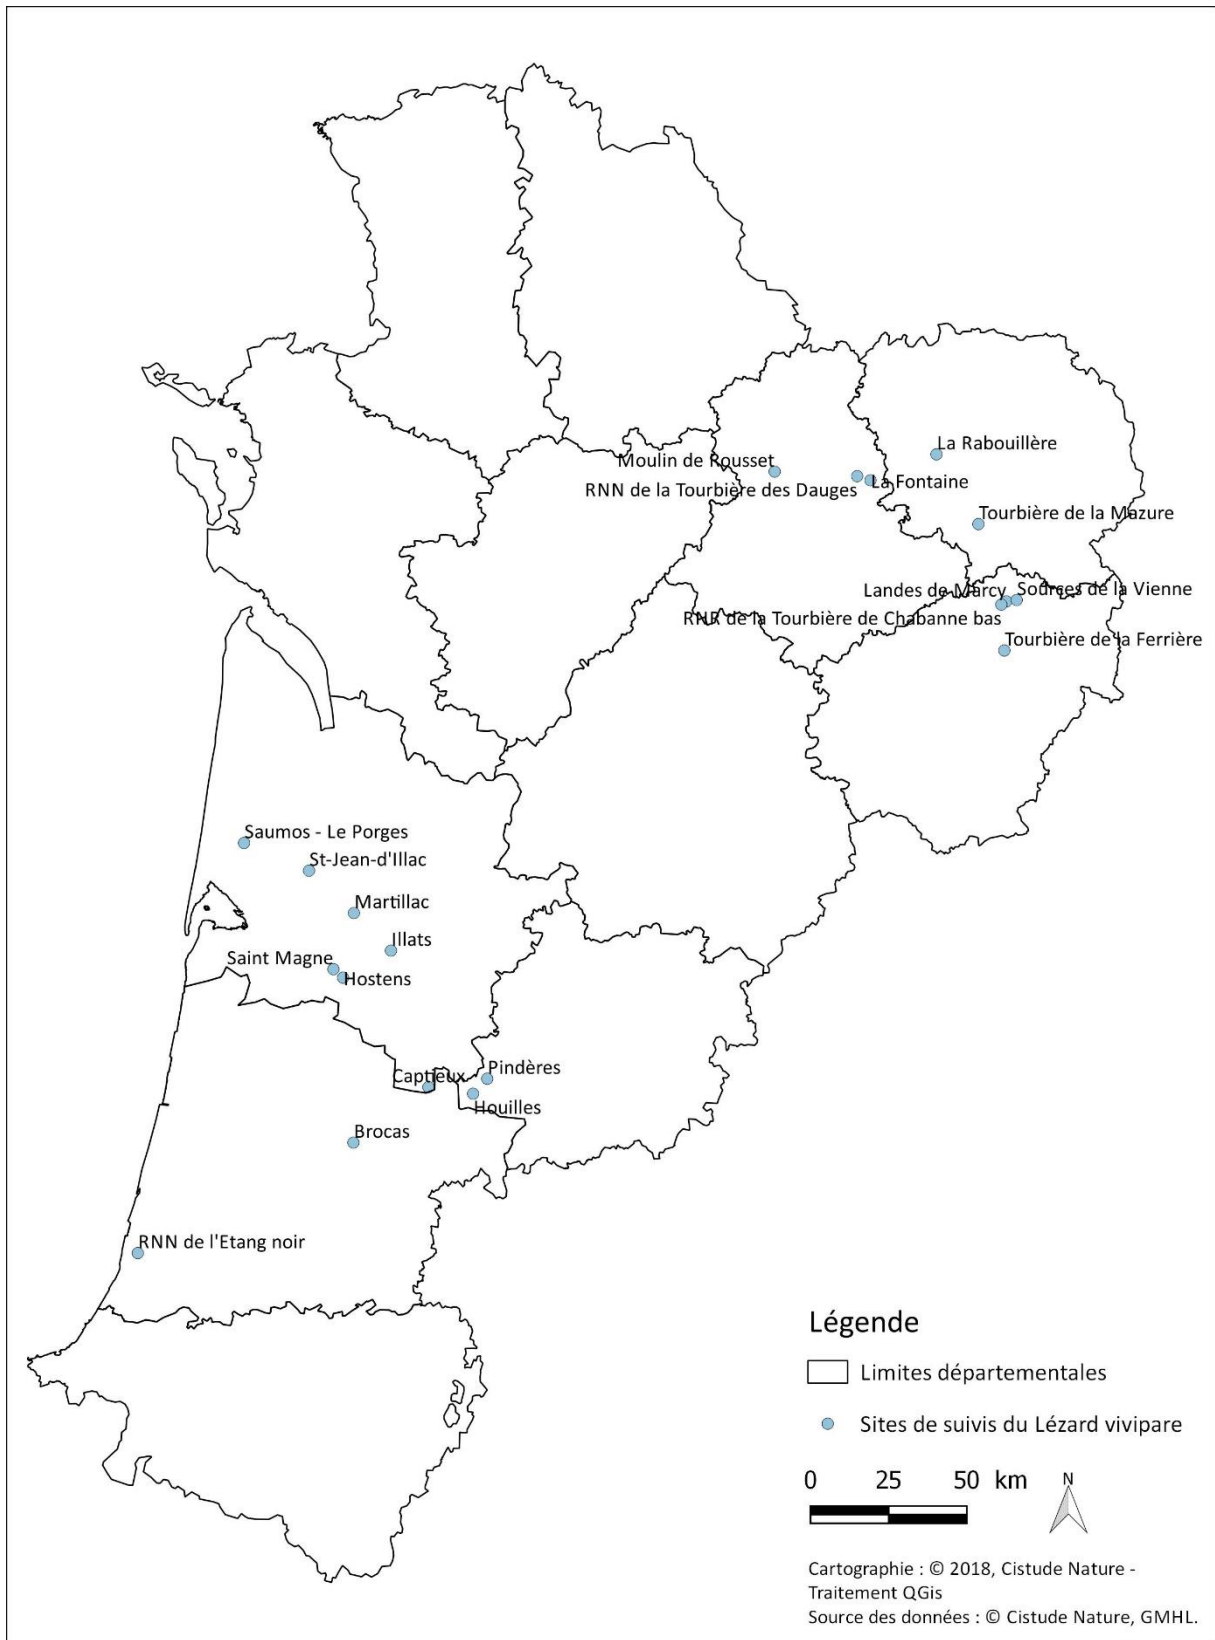 La Rabouillère
Moulin de Rousset
La Fontaine
RNN de la Tourbière des Dauges
Tourbière de la Mazure
Landes de Marcy
Sources de la Vienne
RNR de la Tourbière de Chabanne bas
Tourbière de la Ferrière
Saumos - Le Porges
St-Jean-d'Illac
Martillac
Illats
Saint Magne
Hostens
Captieux
Pindères
Houilles
Brocas
RNN de l'Etang noir
Légende
Limites départementales
Sites de suivis du Lézard vivipare
0 25 50 km
N
Cartographie : © 2018, Cistude Nature -
Traitement QGis
Source des données : © Cistude Nature, GMHL.